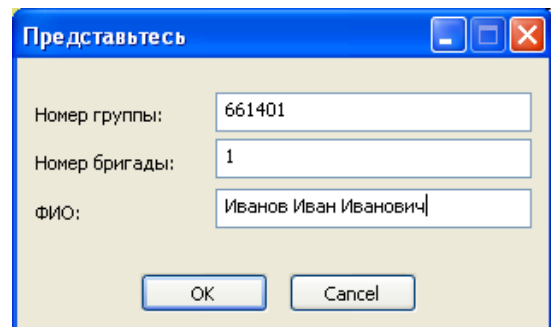 Представьтесь
Номер группы: 661401
Номер бригады: 1
ФИО: Иванов Иван Иванович
OK Cancel